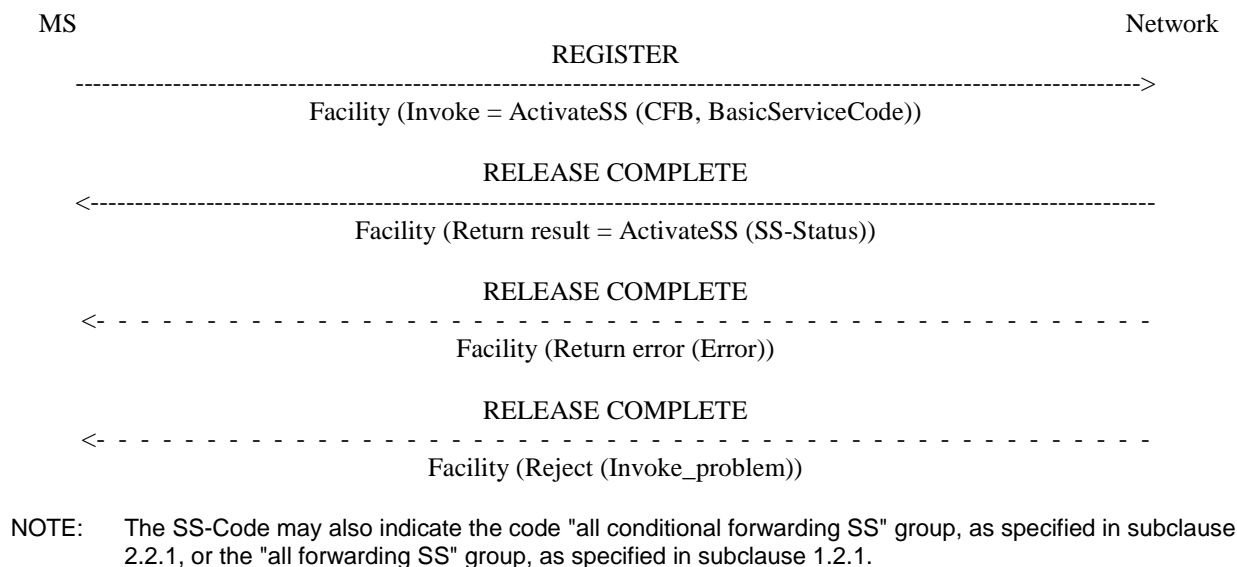 MS Network
REGISTER
------------------------------------------------------------------------------------------------------------------------>
Facility (Invoke = ActivateSS (CFB, BasicServiceCode))
RELEASE COMPLETE
<------------------------------------------------------------------------------------------------------------------------
Facility (Return result = ActivateSS (SS-Status))
RELEASE COMPLETE
<- - - - - - - - - - - - - - - - - - - - - - - - - - - - - - - - - - - - - - - - - - - - - - - -
Facility (Return error (Error))
RELEASE COMPLETE
<- - - - - - - - - - - - - - - - - - - - - - - - - - - - - - - - - - - - - - - - - - - - - - - -
Facility (Reject (Invoke_problem))
NOTE: The SS-Code may also indicate the code "all conditional forwarding SS" group, as specified in subclause
2.2.1, or the "all forwarding SS" group, as specified in subclause 1.2.1.